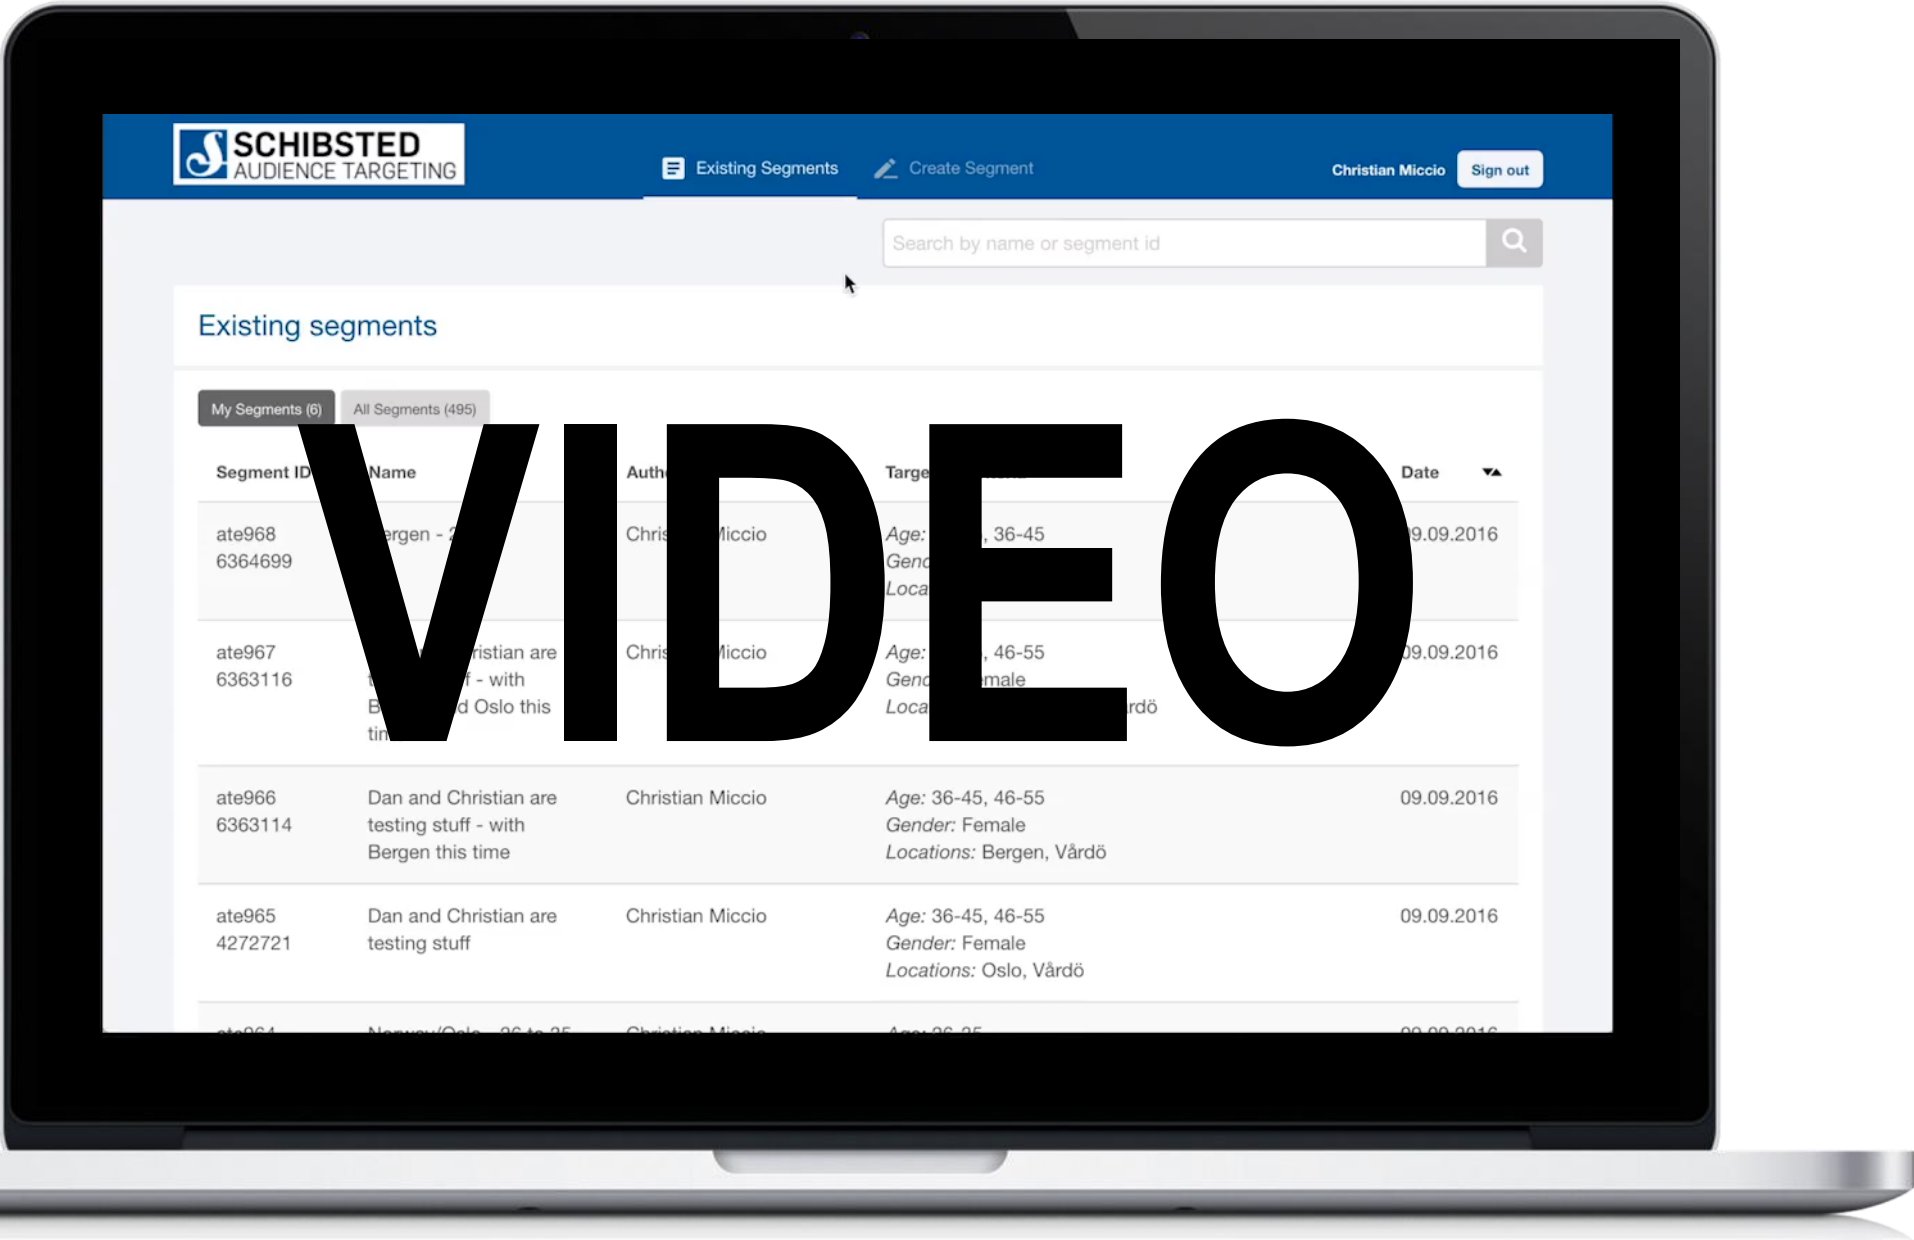 SCHIBSTED
AUDIENCE TARGETING
Existing Segments
Create Segment
Christian Miccio
Sign out
Search by name or segment id
Existing segments
My Segments (6)
All Segments (495)
VIDEO
Segment ID Name Date
ate968 - 36-45 09.2016
6364699
ate967 are 46-55 09.09.2016
6363116 - with
Oslo this
ate966 Dan and Christian are Christian Miccio Age: 36-45, 46-55 09.09.2016
6363114 testing stuff - with Gender: Female
Bergen this time Locations: Bergen, Vårdö
ate965 Dan and Christian are Christian Miccio Age: 36-45, 46-55 09.09.2016
4272721 testing stuff Gender: Female
Locations: Oslo, Vårdö